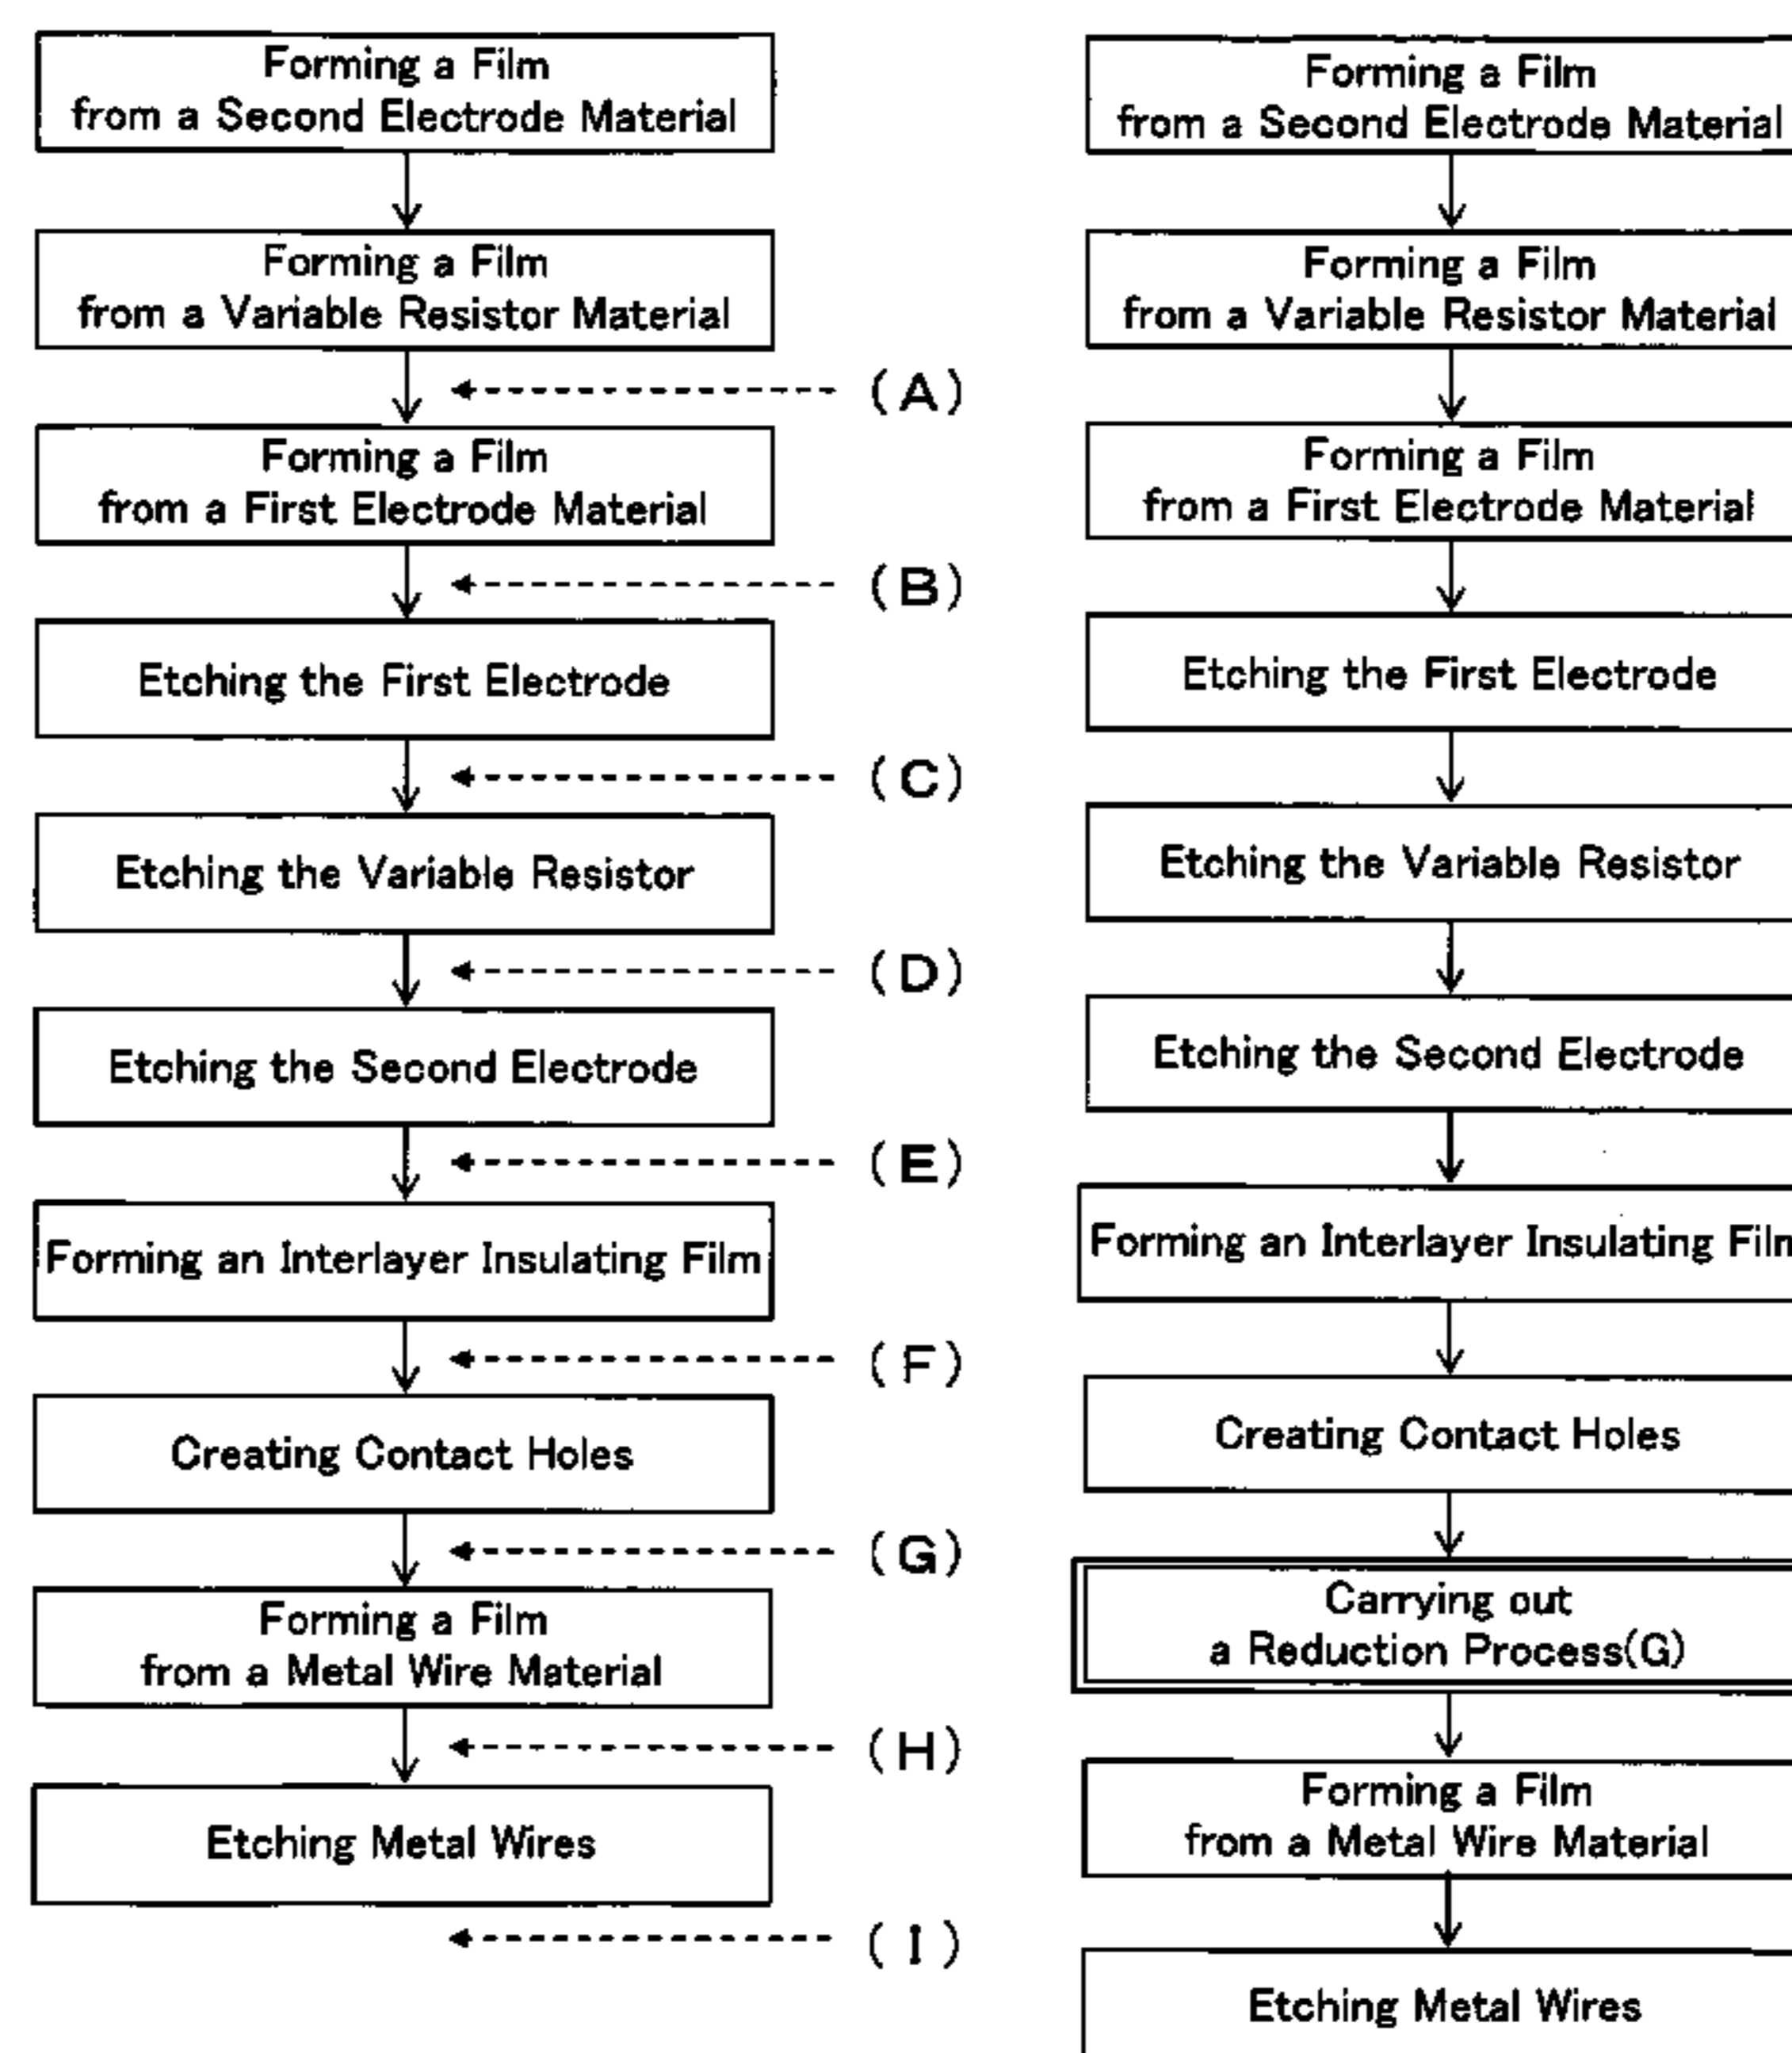 Forming a Film
from a Second Electrode Material
Forming a Film
from a Variable Resistor Material
(A)
Forming a Film
from a First Electrode Material
(B)
Etching the First Electrode
(C)
Etching the Variable Resistor
(D)
Etching the Second Electrode
(E)
Forming an Interlayer Insulating Film
(F)
Creating Contact Holes
(G)
Forming a Film
from a Metal Wire Material
(H)
Etching Metal Wires
(I)
Forming a Film
from a Second Electrode Material
Forming a Film
from a Variable Resistor Material
Forming a Film
from a First Electrode Material
Etching the First Electrode
Etching the Variable Resistor
Etching the Second Electrode
Forming an Interlayer Insulating Film
Creating Contact Holes
Carrying out
a Reduction Process(G)
Forming a Film
from a Metal Wire Material
Etching Metal Wires